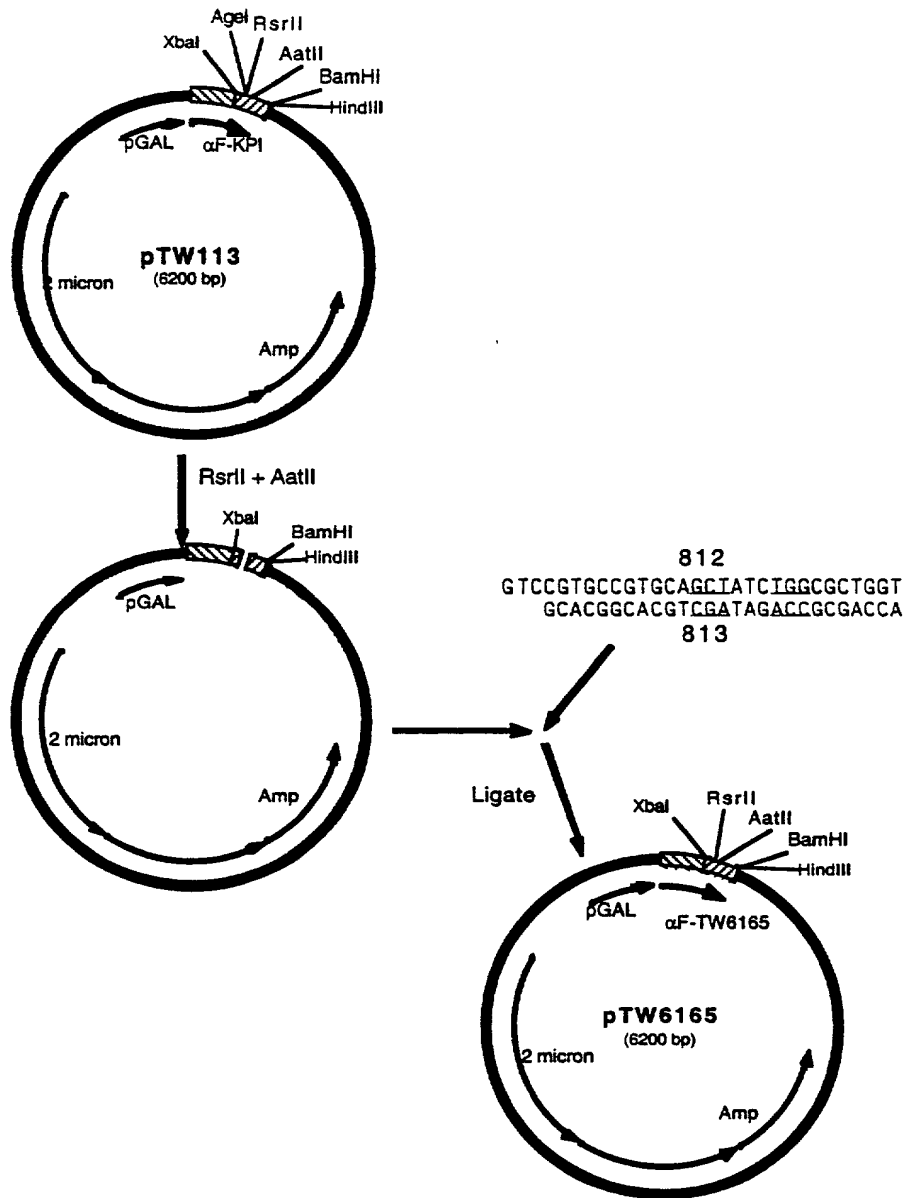 AgeI
RsrII
XbaI
AatII
BamHI
HindIII
pGAL
αF-KPI
pTW113
(6200 bp)
2 micron
Amp
RsrII + AatII
XbaI
BamHI
HindIII
pGAL
2 micron
Amp
812
GTCCGTGCCGTGCAGCTATCTGGCGCTGGT
GCACGGCACGTCGATAGACCGCGACCA
813
Ligate
XbaI
RsrII
AatII
BamHI
HindIII
pGAL
αF-TW6165
pTW6165
(6200 bp)
2 micron
Amp